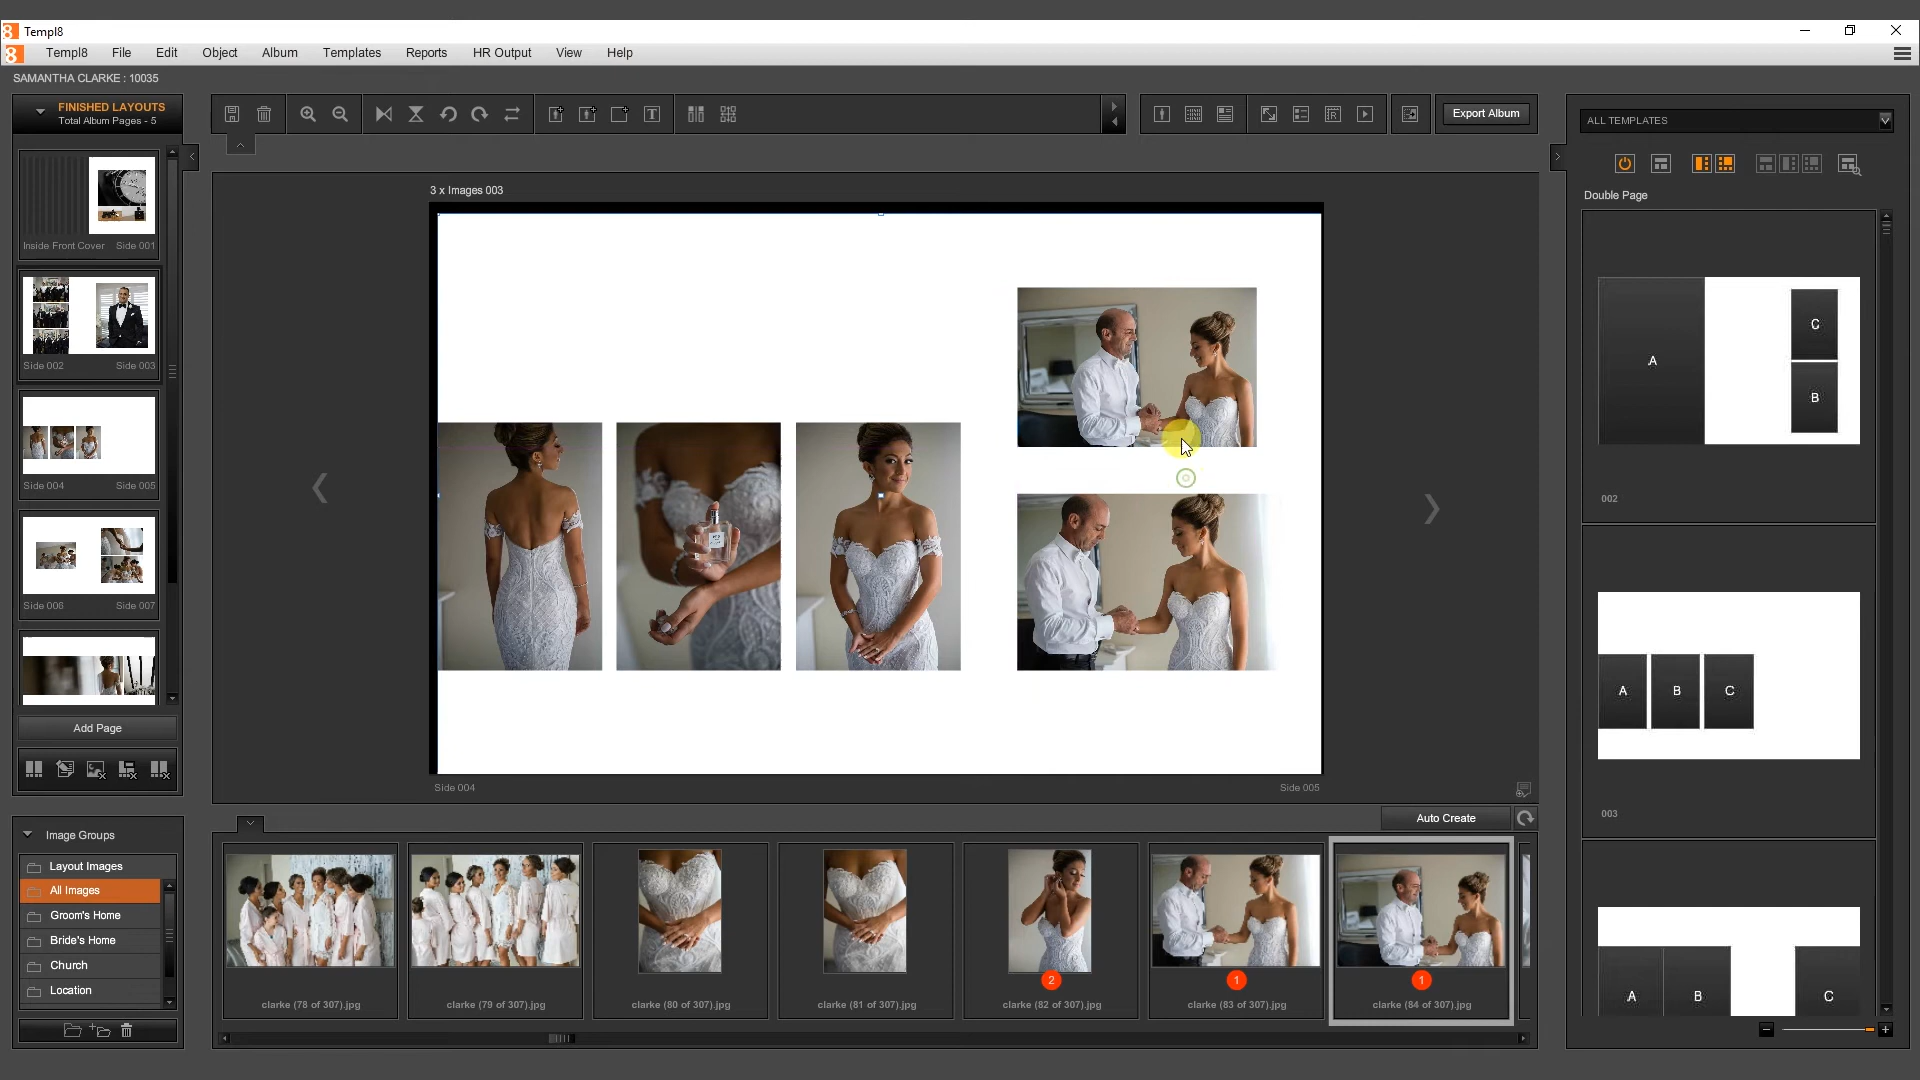 Templ8
Templ8 File Edit Object Album Templates Reports HR Output View Help
SAMANTHA CLARKE : 10035
FINISHED LAYOUTS
Total Album Pages - 5
Export Album
ALL TEMPLATES
Double Page
3 x Images 003
Inside Front Cover Side 001
Side 002 Side 003
Side 004 Side 005
Side 006 Side 007
Add Page
A
C
B
002
A B C
003
A B C
Side 004 Side 005
Auto Create
Image Groups
Layout Images
All Images
Groom's Home
Bride's Home
Church
Location
2
1
1
clarke (78 of 307).jpg
clarke (79 of 307).jpg
clarke (80 of 307).jpg
clarke (81 of 307).jpg
clarke (82 of 307).jpg
clarke (83 of 307).jpg
clarke (84 of 307).jpg